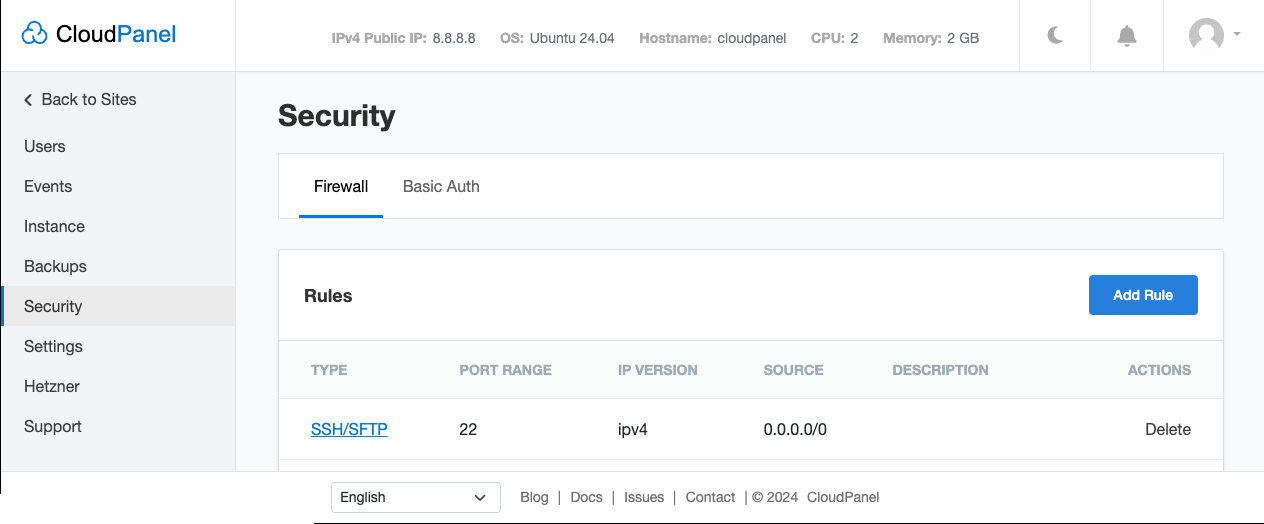 CloudPanel
IPv4 Public IP: 8.8.8.8 OS: Ubuntu 24.04 Hostname: cloudpanel CPU: 2 Memory: 2 GB
Back to Sites
Users
Events
Instance
Backups
Security
Settings
Hetzner
Support
Security
Firewall Basic Auth
Rules
Add Rule
TYPE PORT RANGE IP VERSION SOURCE DESCRIPTION ACTIONS
SSH/SFTP 22 ipv4 0.0.0.0/0 Delete
English
Blog | Docs | Issues | Contact | © 2024 CloudPanel